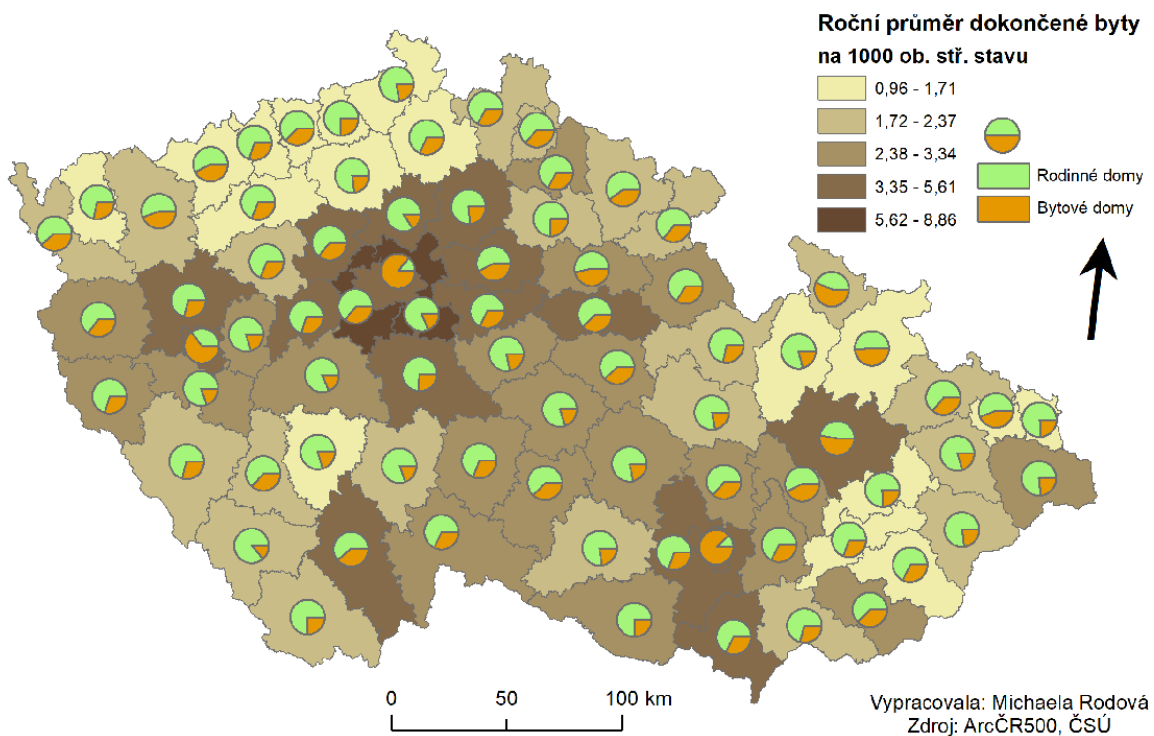 Roční průměr dokončené byty
na 1000 ob. stř. stavu
0,96 - 1,71
1,72 - 2,37
2,38 - 3,34
3,35 - 5,61
5,62 - 8,86
Rodinné domy
Bytové domy
0 50 100 km
Vypracovala: Michaela Rodová
Zdroj: ArcČR500, ČSÚ